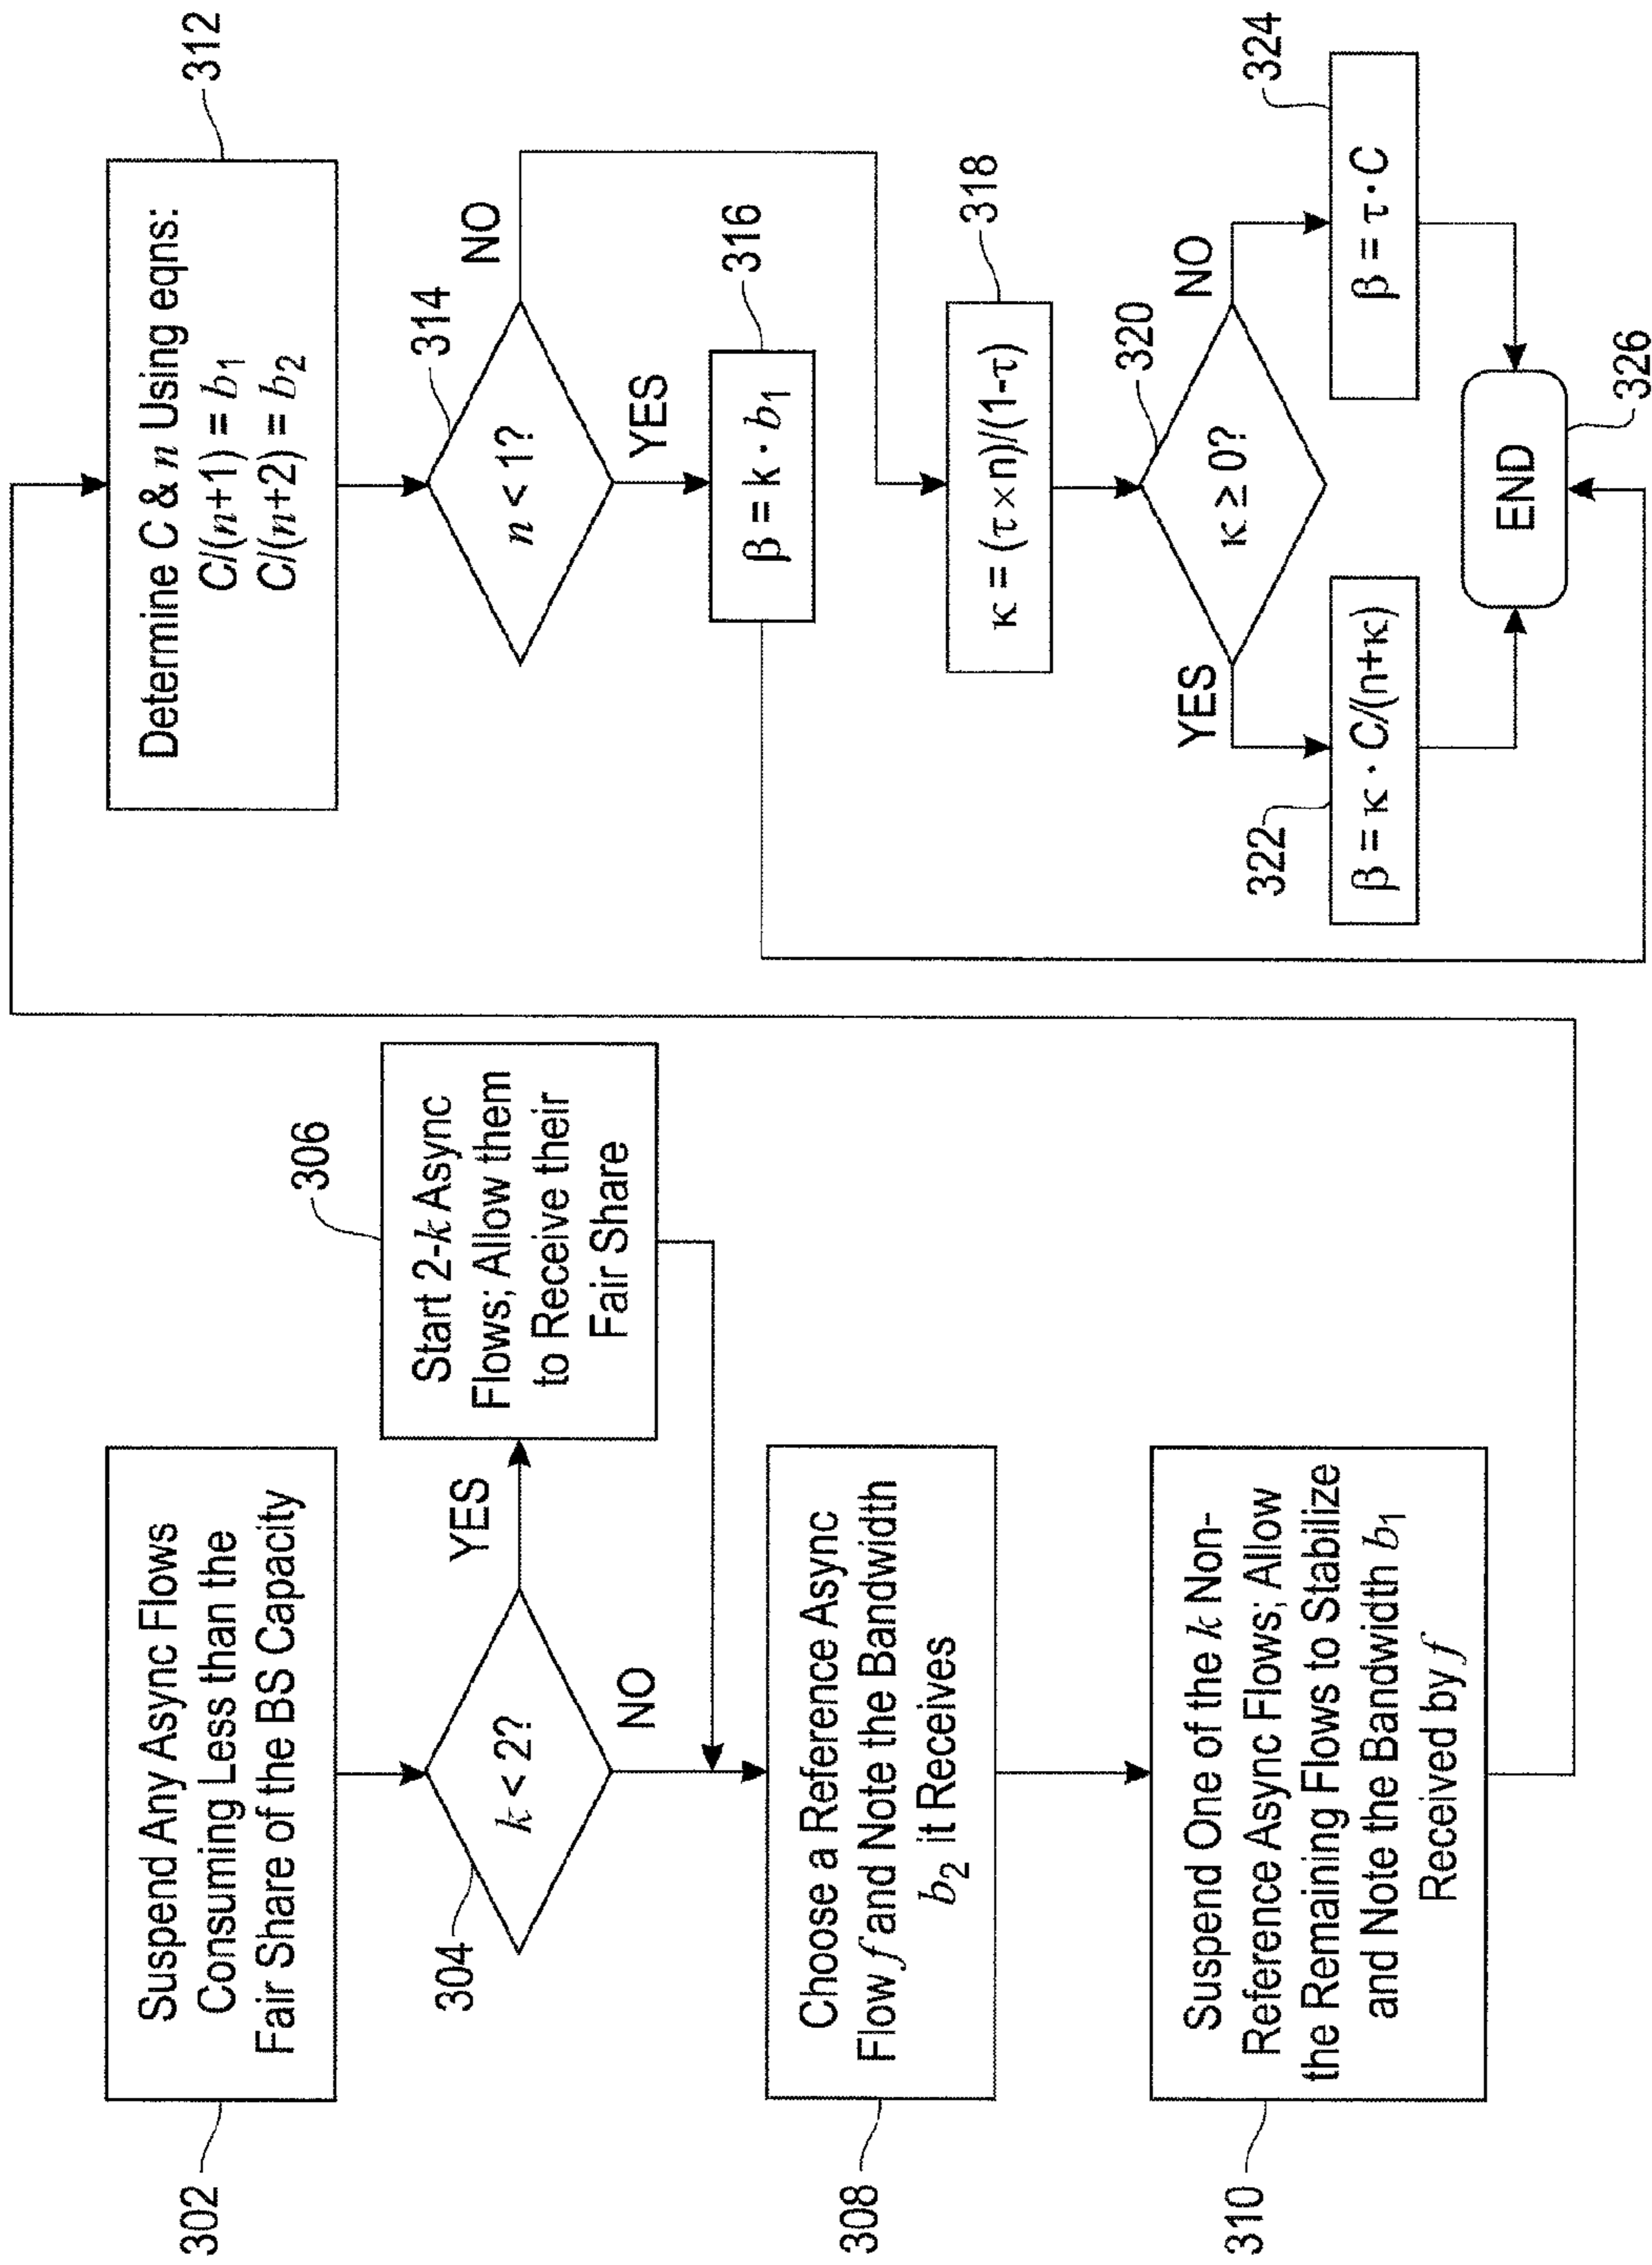 302
Suspend Any Async Flows
Consuming Less than the
Fair Share of the BS Capacity
304
k < 2?
YES
NO
306
Start 2-k Async
Flows; Allow them
to Receive their
Fair Share
308
Choose a Reference Async
Flow f and Note the Bandwidth
b₂ it Receives
310
Suspend One of the k Non-
Reference Async Flows; Allow
the Remaining Flows to Stabilize
and Note the Bandwidth b₁
Received by f
312
Determine C & n Using eqns:
C/(n+1) = b₁
C/(n+2) = b₂
314
n < 1?
NO
YES
316
β = k · b₁
318
κ = (τ×n)/(1-τ)
320
κ ≥ 0?
YES
NO
322
β = κ · C/(n+κ)
324
β = τ · C
END
326